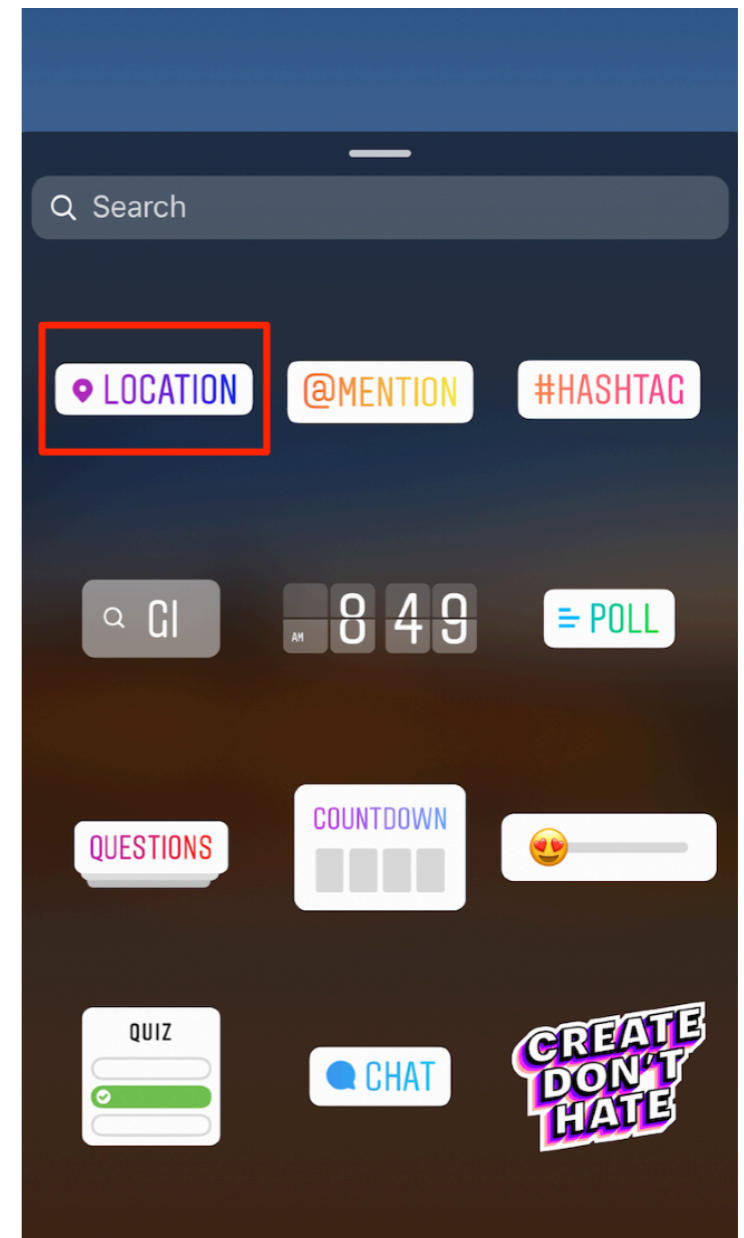 Search
LOCATION
@MENTION
#HASHTAG
GI
AM 8 49
POLL
QUESTIONS
COUNTDOWN
QUIZ
CHAT
CREATE
DON'T
HATE